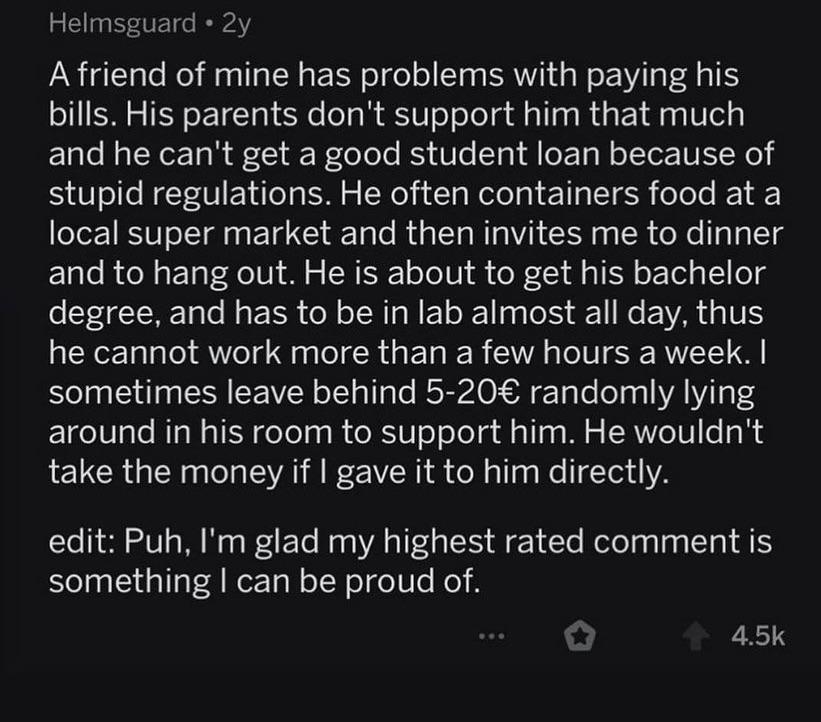 Helmsguard • 2y
A friend of mine has problems with paying his
bills. His parents don't support him that much
and he can't get a good student loan because of
stupid regulations. He often containers food at a
local super market and then invites me to dinner
and to hang out. He is about to get his bachelor
degree, and has to be in lab almost all day, thus
he cannot work more than a few hours a week. I
sometimes leave behind 5-20€ randomly lying
around in his room to support him. He wouldn't
take the money if I gave it to him directly.
edit: Puh, I'm glad my highest rated comment is
something I can be proud of.
4.5k